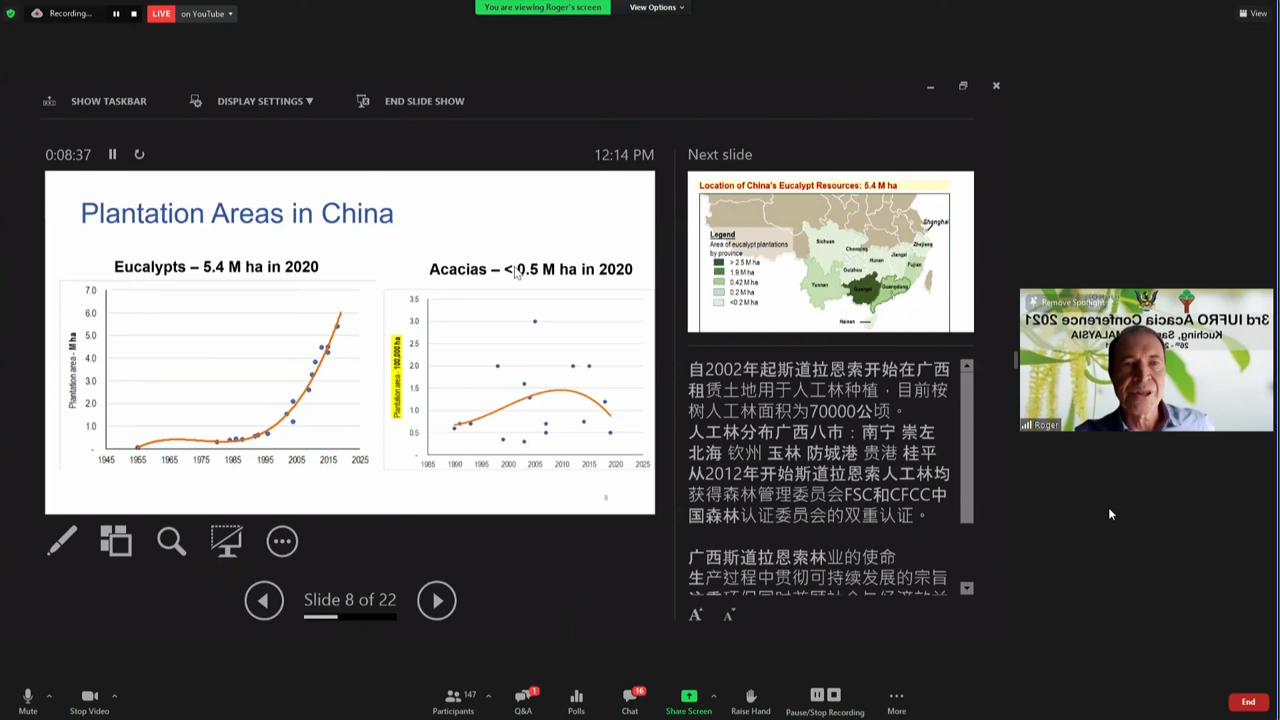 Recording...
LIVE
on YouTube
You are viewing Roger's screen
View Options
View
SHOW TASKBAR
DISPLAY SETTINGS
END SLIDE SHOW
0:08:37
12:14 PM
Next slide
Plantation Areas in China
Eucalypts – 5.4 M ha in 2020
Plantation area - M ha
7.0
6.0
5.0
4.0
3.0
2.0
1.0
-
1945 1955 1965 1975 1985 1995 2005 2015 2025
Acacias – <0.5 M ha in 2020
Plantation area - 100,000 ha
3.5
3.0
2.5
2.0
1.5
1.0
0.5
-
1985 1990 1995 2000 2005 2010 2015 2020 2025
8
Location of China's Eucalypt Resources: 5.4 M ha
Legend
Area of eucalypt plantations
by province
> 2.5 M ha
1.9 M ha
0.42 M ha
0.2 M ha
<0.2 M ha
Shanghai
Sichuan
Chongqing
Zhejiang
Hunan
Jiangxi
Guizhou
Fujian
Yunnan
Guangxi
Guangdong
Hainan
自2002年起斯道拉恩索开始在广西
租赁土地用于人工林种植，目前桉
树人工林面积为70000公顷。
人工林分布广西八市：南宁 崇左
北海 钦州 玉林 防城港 贵港 桂平
从2012年开始斯道拉恩索人工林均
获得森林管理委员会FSC和CFCC中
国森林认证委员会的双重认证。
广西斯道拉恩索林业的使命
生产过程中贯彻可持续发展的宗旨
Slide 8 of 22
A A
Remove Spotlight
3rd IUFRO Acacia Conference 2021
Roger
Mute
Stop Video
147
Participants
1
Q&A
Polls
16
Chat
Share Screen
Raise Hand
Pause/Stop Recording
More
End